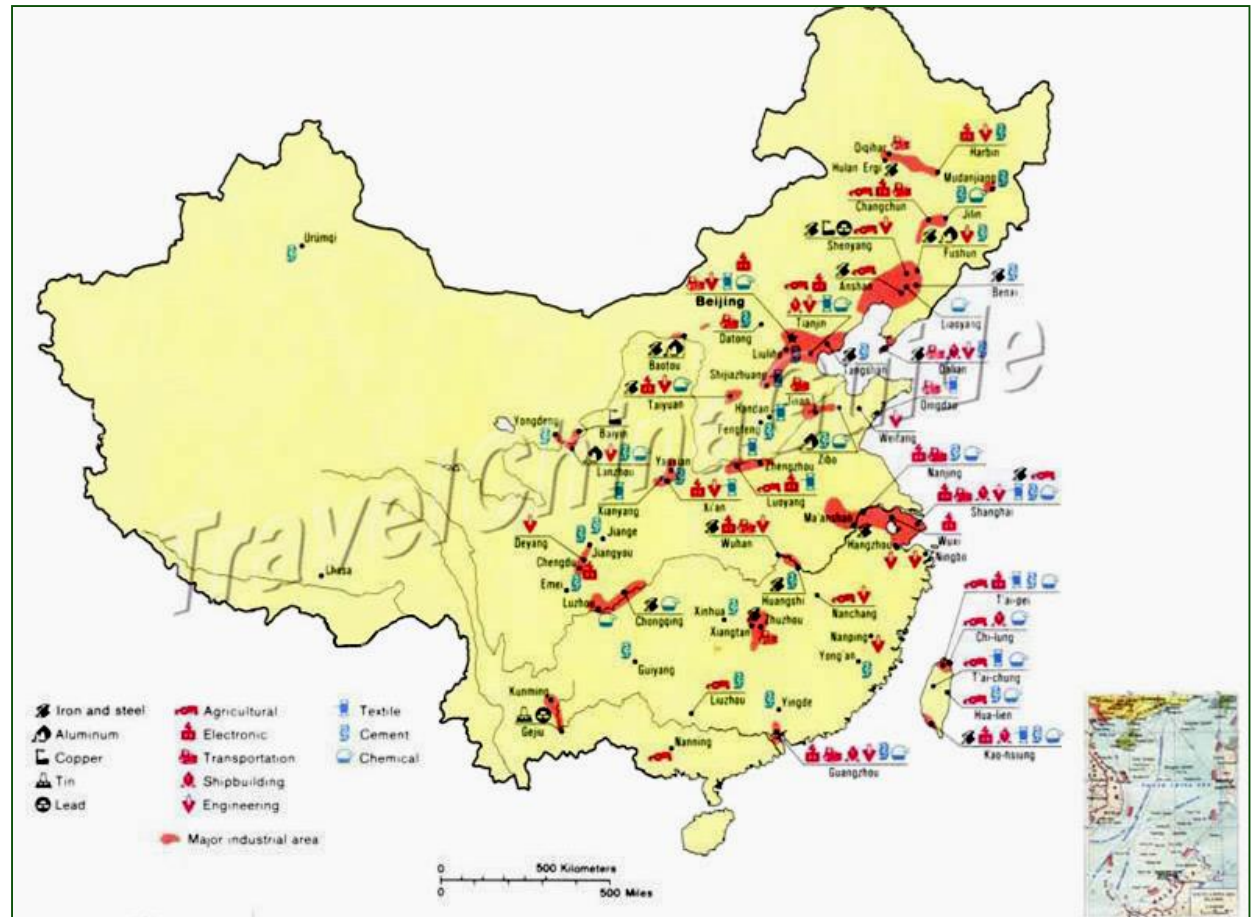 Qiqihar
Harbin
Hulan Ergi
Mudanjiang
Changchun
Jilin
Shenyang
Fushun
Urümqi
Anshan
Benxi
Beijing
Tianjin
Liaoyang
Datong
Liulihe
Tangshan
Dalian
Baotou
Shijiazhuang
Taiyuan
Jinan
Qingdao
Handan
Weifang
Yongdeng
Baiyin
Fengfeng
Zibo
Lanzhou
Zhengzhou
Nanjing
Xianyang
Xi'an
Luoyang
Shanghai
Ma'anshan
Deyang
Jiange
Wuhan
Hangzhou
Wuxi
Jiangyou
Ningbo
Chengdu
Lhasa
Emei
Huangshi
T'ai-pei
Luzhou
Chongqing
Xinhua
Zhuzhou
Nanchang
Chi-lung
Xiangtan
Nanping
Guiyang
Yong'an
T'ai-chung
Kunming
Liuzhou
Yingde
Hua-lien
Gejiu
Nanning
Guangzhou
Kao-hsiung
TravelChinaGuide
Iron and steel
Aluminum
Copper
Tin
Lead
Agricultural
Electronic
Transportation
Shipbuilding
Engineering
Textile
Cement
Chemical
Major industrial area
0 500 Kilometers
0 500 Miles